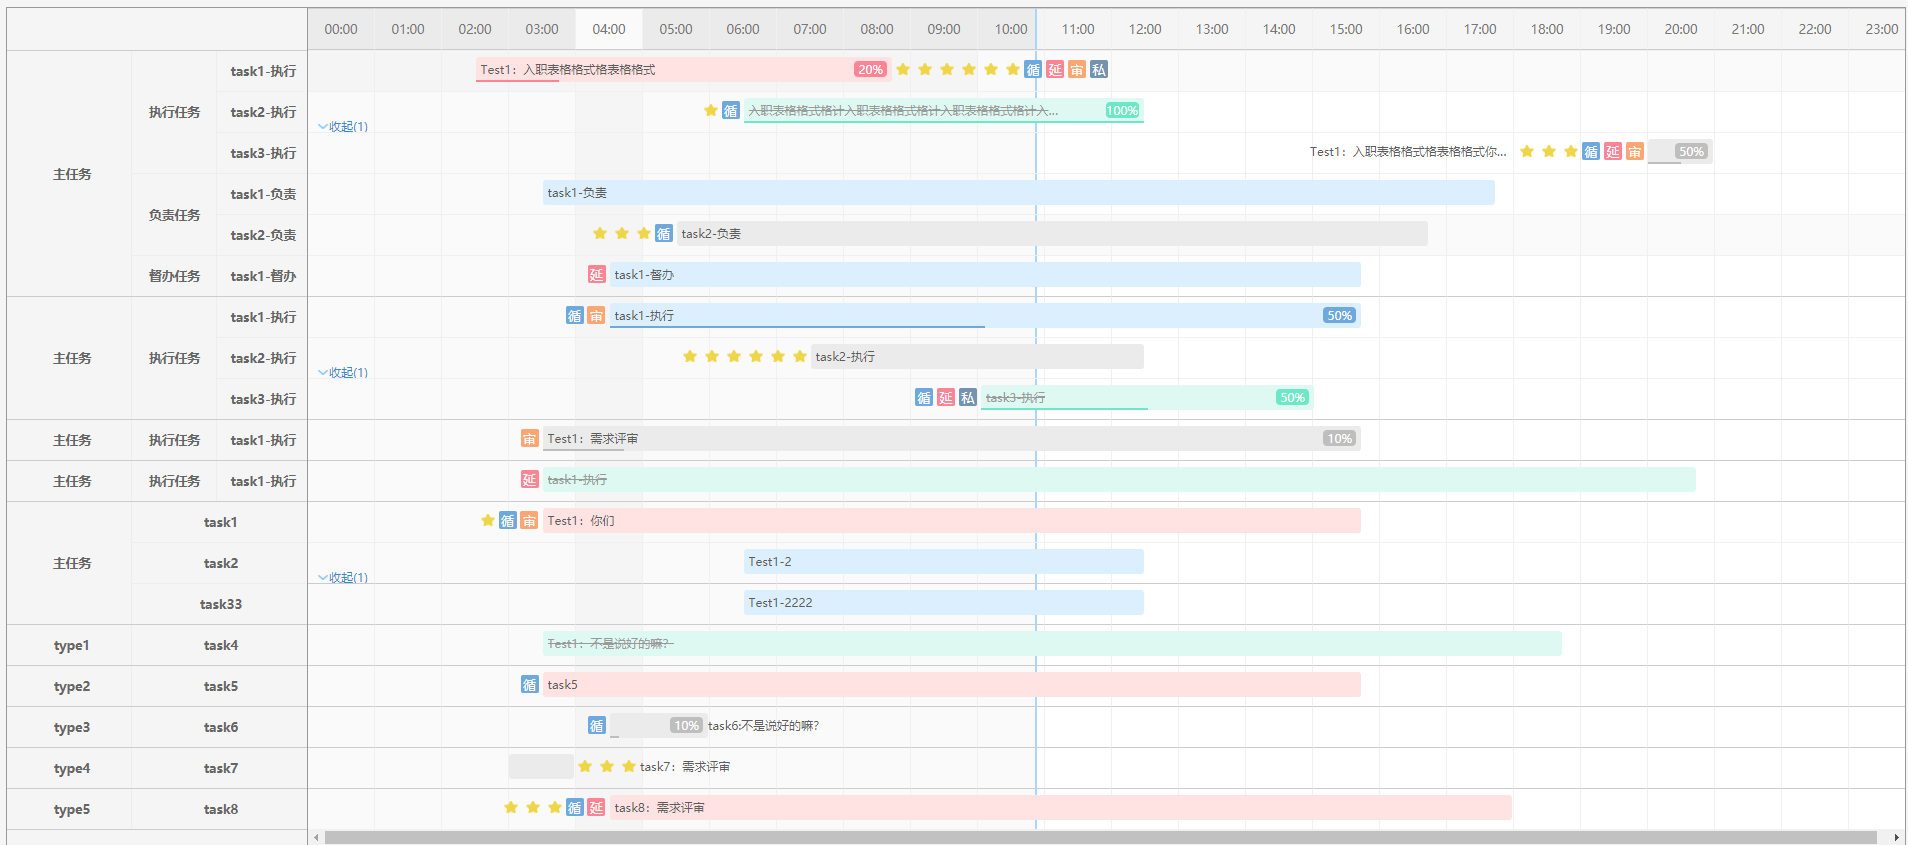 00:00 01:00 02:00 03:00 04:00 05:00 06:00 07:00 08:00 09:00 10:00 11:00 12:00 13:00 14:00 15:00 16:00 17:00 18:00 19:00 20:00 21:00 22:00 23:00
主任务
执行任务
task1-执行 Test1：入职表格格式格表格格式 20% 循 延 审 私
task2-执行 收起(1) 循 入职表格格式格计入职表格格式格计入职表格格式格计入... 100%
task3-执行 Test1：入职表格格式格表格格式你... 循 延 审 50%
负责任务
task1-负责 task1-负责
task2-负责 循 task2-负责
督办任务 task1-督办 延 task1-督办
主任务
执行任务
task1-执行 循 审 task1-执行 50%
task2-执行 收起(1) task2-执行
task3-执行 循 延 私 task3-执行 50%
主任务 执行任务 task1-执行 审 Test1：需求评审 10%
主任务 执行任务 task1-执行 延 task1-执行
主任务
task1 循 审 Test1：你们
task2 收起(1) Test1-2
task33 Test1-2222
type1 task4 Test1：不是说好的嘛?
type2 task5 循 task5
type3 task6 循 10% task6:不是说好的嘛?
type4 task7 task7：需求评审
type5 task8 循 延 task8：需求评审